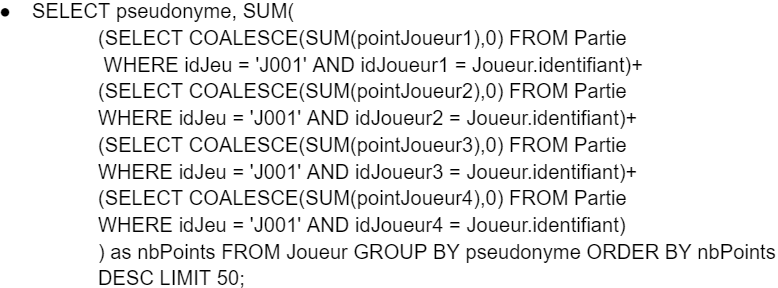 ● SELECT pseudonyme, SUM(
(SELECT COALESCE(SUM(pointJoueur1),0) FROM Partie
WHERE idJeu = 'J001' AND idJoueur1 = Joueur.identifiant)+
(SELECT COALESCE(SUM(pointJoueur2),0) FROM Partie
WHERE idJeu = 'J001' AND idJoueur2 = Joueur.identifiant)+
(SELECT COALESCE(SUM(pointJoueur3),0) FROM Partie
WHERE idJeu = 'J001' AND idJoueur3 = Joueur.identifiant)+
(SELECT COALESCE(SUM(pointJoueur4),0) FROM Partie
WHERE idJeu = 'J001' AND idJoueur4 = Joueur.identifiant)
) as nbPoints FROM Joueur GROUP BY pseudonyme ORDER BY nbPoints
DESC LIMIT 50;